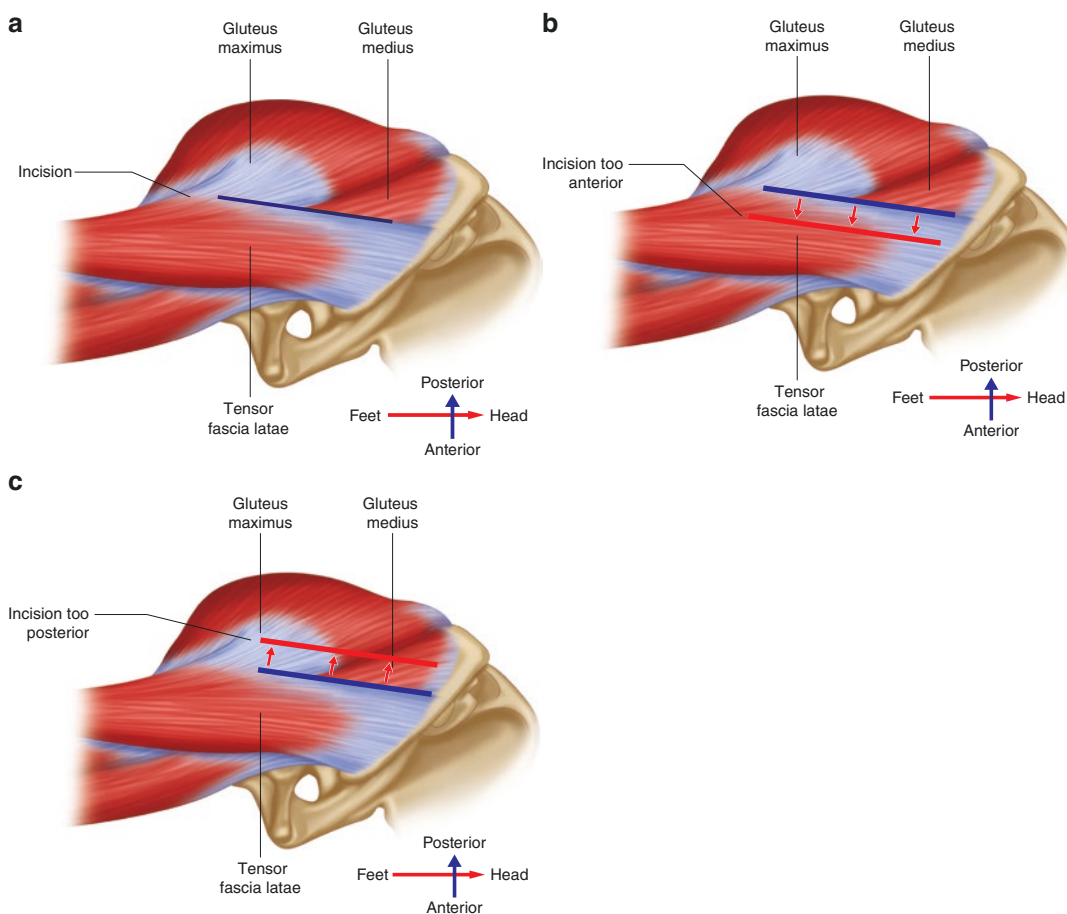 a
Gluteus
maximus
Gluteus
medius
Incision
Tensor
fascia latae
Posterior
Feet
Head
Anterior
b
Gluteus
maximus
Gluteus
medius
Incision too
anterior
Tensor
fascia latae
Posterior
Feet
Head
Anterior
c
Gluteus
maximus
Gluteus
medius
Incision too
posterior
Tensor
fascia latae
Posterior
Feet
Head
Anterior